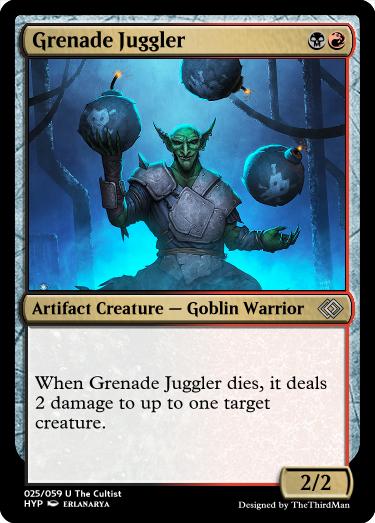 Grenade Juggler
Artifact Creature — Goblin Warrior
When Grenade Juggler dies, it deals
2 damage to up to one target
creature.
2/2
025/059 U The Cultist
HYP ERLANARYA
Designed by TheThirdMan